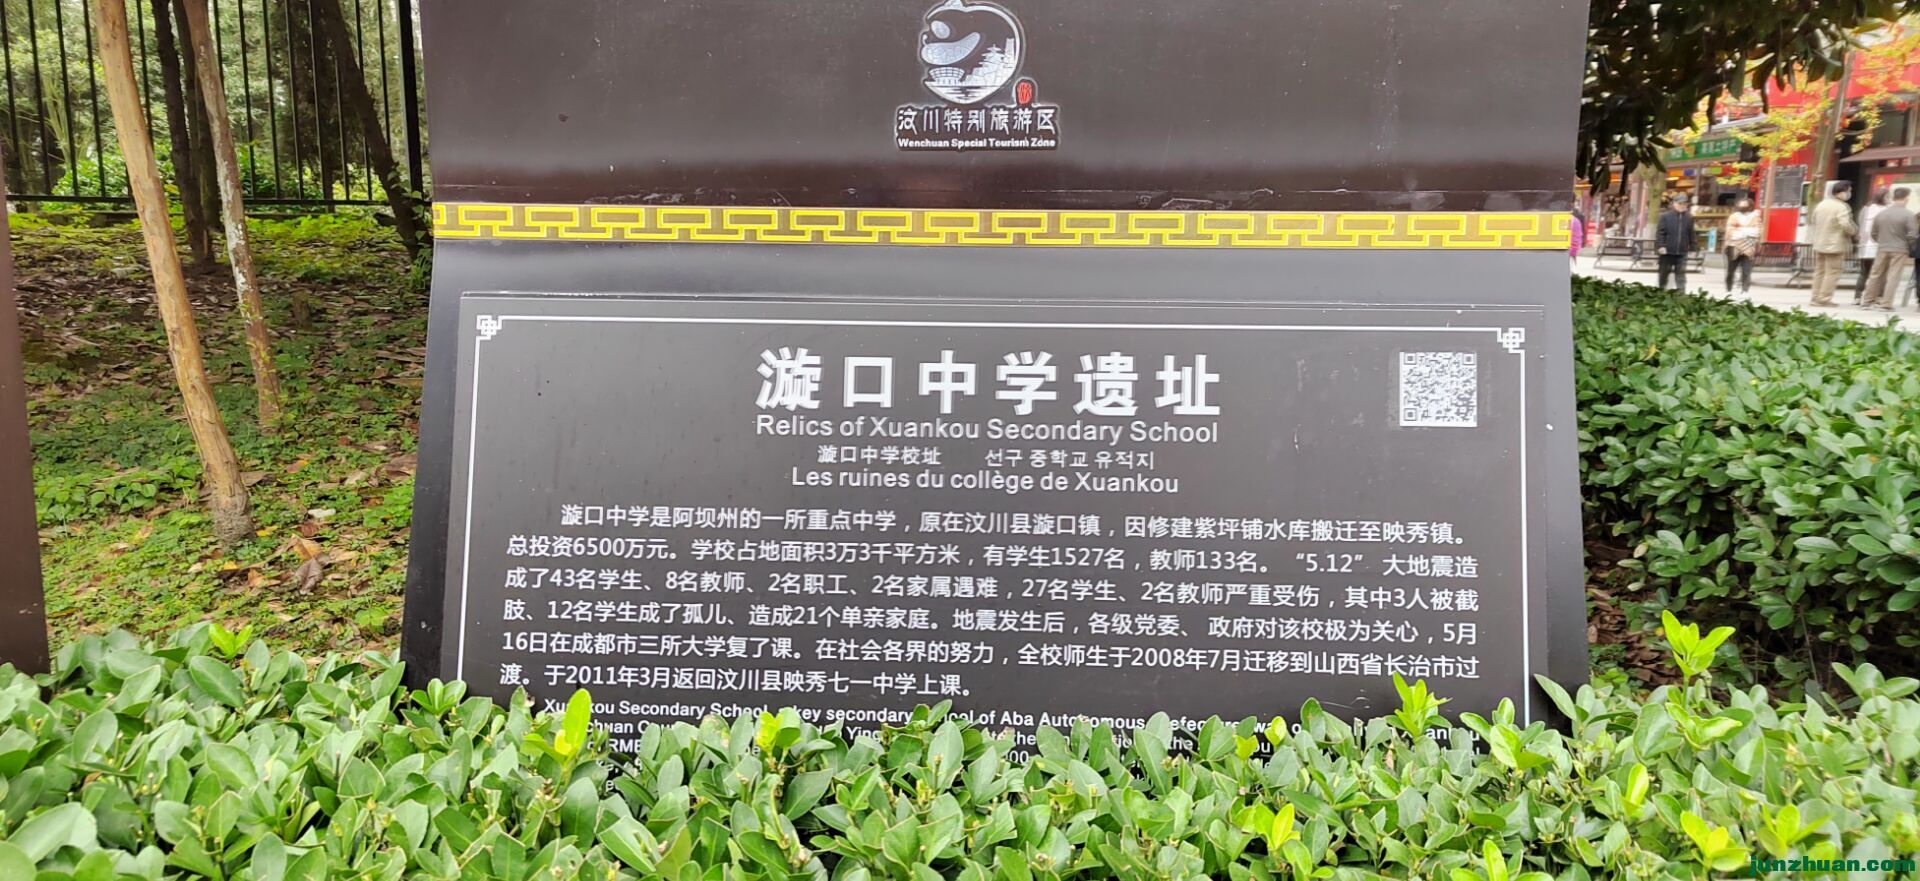 汶川特别旅游区
Wenchuan Special Tourism Zone
漩口中学遗址
Relics of Xuankou Secondary School
漩口中学校址 선구 중학교 유적지
Les ruines du collège de Xuankou
漩口中学是阿坝州的一所重点中学，原在汶川县漩口镇，因修建紫坪铺水库搬迁至映秀镇。
总投资6500万元。学校占地面积3万3千平方米，有学生1527名，教师133名。“5.12”大地震造
成了43名学生、8名教师、2名职工、2名家属遇难，27名学生、2名教师严重受伤，其中3人被截
肢、12名学生成了孤儿、造成21个单亲家庭。地震发生后，各级党委、政府对该校极为关心，5月
16日在成都市三所大学复了课。在社会各界的努力，全校师生于2008年7月迁移到山西省长治市过
渡。于2011年3月返回汶川县映秀七一中学上课。
Secondary School key secondary of Aba
junzhuan.com